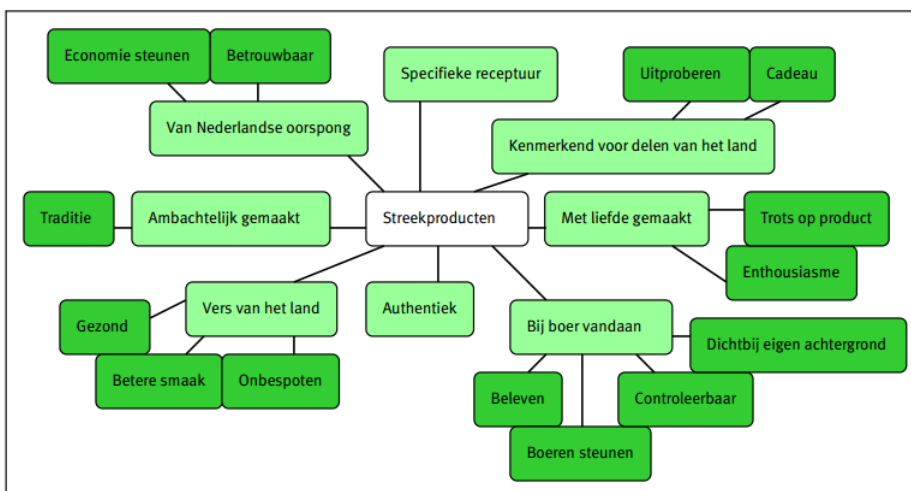 Economie steunen
Betrouwbaar
Specifieke receptuur
Uitproberen
Cadeau
Van Nederlandse oorspong
Kenmerkend voor delen van het land
Traditie
Ambachtelijk gemaakt
Streekproducten
Met liefde gemaakt
Trots op product
Enthousiasme
Vers van het land
Authentiek
Gezond
Bij boer vandaan
Dichtbij eigen achtergrond
Betere smaak
Onbespoten
Beleven
Controleerbaar
Boeren steunen